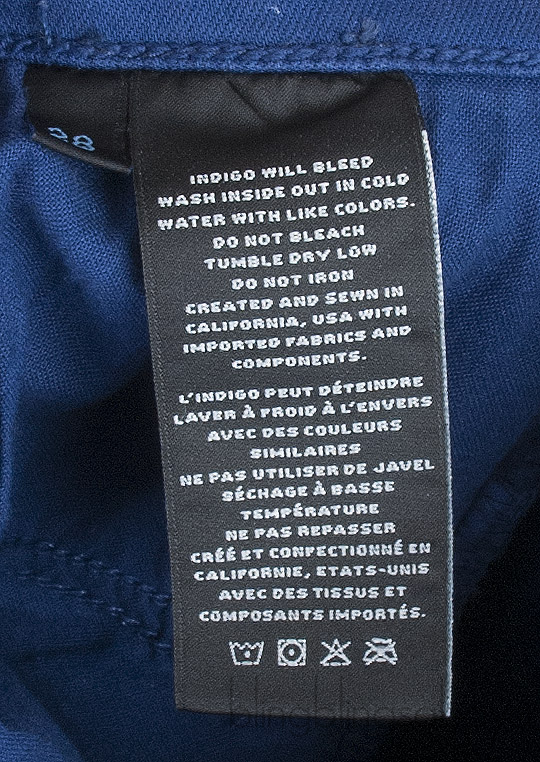 28
INDIGO WILL BLEED
WASH INSIDE OUT IN COLD
WATER WITH LIKE COLORS.
DO NOT BLEACH
TUMBLE DRY LOW
DO NOT IRON
CREATED AND SEWN IN
CALIFORNIA, USA WITH
IMPORTED FABRICS AND
COMPONENTS.
L'INDIGO PEUT DÉTEINDRE
LAVER À FROID À L'ENVERS
AVEC DES COULEURS
SIMILAIRES
NE PAS UTILISER DE JAVEL
SÉCHAGE À BASSE
TEMPÉRATURE
NE PAS REPASSER
CRÉÉ ET CONFECTIONNÉ EN
CALIFORNIE, ETATS-UNIS
AVEC DES TISSUS ET
COMPOSANTS IMPORTÉS.